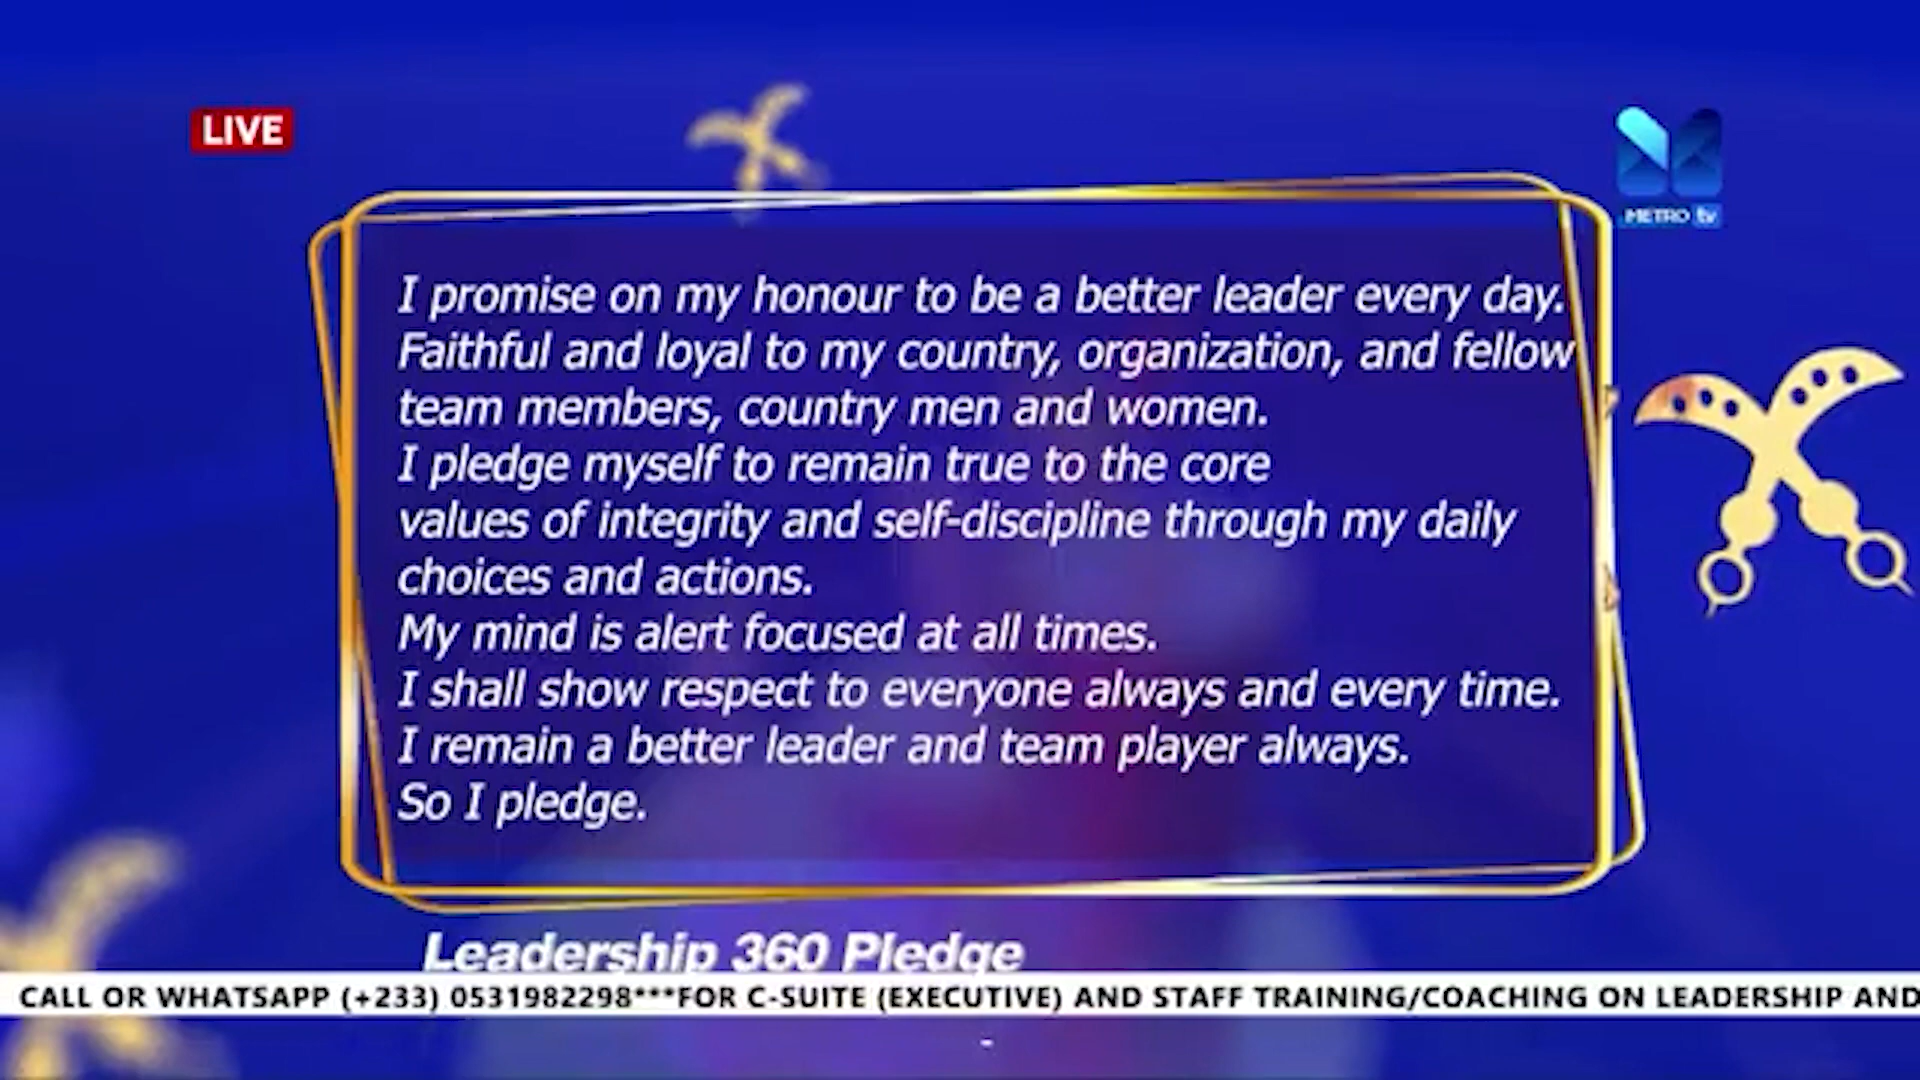 LIVE
METRO tv
I promise on my honour to be a better leader every day.
Faithful and loyal to my country, organization, and fellow
team members, country men and women.
I pledge myself to remain true to the core
values of integrity and self-discipline through my daily
choices and actions.
My mind is alert focused at all times.
I shall show respect to everyone always and every time.
I remain a better leader and team player always.
So I pledge.
Leadership 360 Pledge
CALL OR WHATSAPP (+233) 0531982298***FOR C-SUITE (EXECUTIVE) AND STAFF TRAINING/COACHING ON LEADERSHIP AND